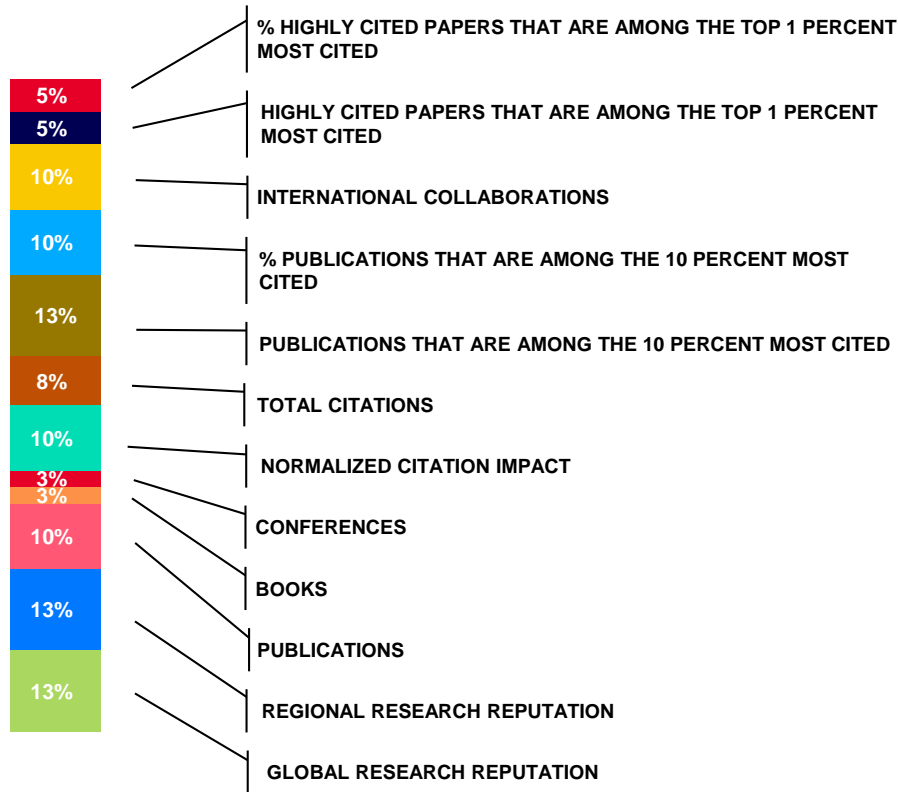 % HIGHLY CITED PAPERS THAT ARE AMONG THE TOP 1 PERCENT
MOST CITED
5%
HIGHLY CITED PAPERS THAT ARE AMONG THE TOP 1 PERCENT
MOST CITED
5%
10%
INTERNATIONAL COLLABORATIONS
10%
% PUBLICATIONS THAT ARE AMONG THE 10 PERCENT MOST
CITED
13%
PUBLICATIONS THAT ARE AMONG THE 10 PERCENT MOST CITED
8%
TOTAL CITATIONS
10%
NORMALIZED CITATION IMPACT
3%
CONFERENCES
3%
BOOKS
10%
PUBLICATIONS
13%
REGIONAL RESEARCH REPUTATION
13%
GLOBAL RESEARCH REPUTATION